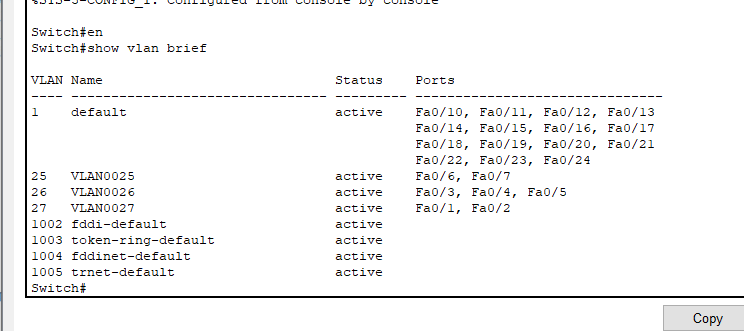 %SYS-5-CONFIG_I: Configured from console by console
Switch#en
Switch#show vlan brief
VLAN Name                             Status    Ports
---- -------------------------------- --------- -------------------------------
1    default                          active    Fa0/10, Fa0/11, Fa0/12, Fa0/13
                                                Fa0/14, Fa0/15, Fa0/16, Fa0/17
                                                Fa0/18, Fa0/19, Fa0/20, Fa0/21
                                                Fa0/22, Fa0/23, Fa0/24
25   VLAN0025                         active    Fa0/6, Fa0/7
26   VLAN0026                         active    Fa0/3, Fa0/4, Fa0/5
27   VLAN0027                         active    Fa0/1, Fa0/2
1002 fddi-default                     active
1003 token-ring-default               active
1004 fddinet-default                  active
1005 trnet-default                    active
Switch#
Copy